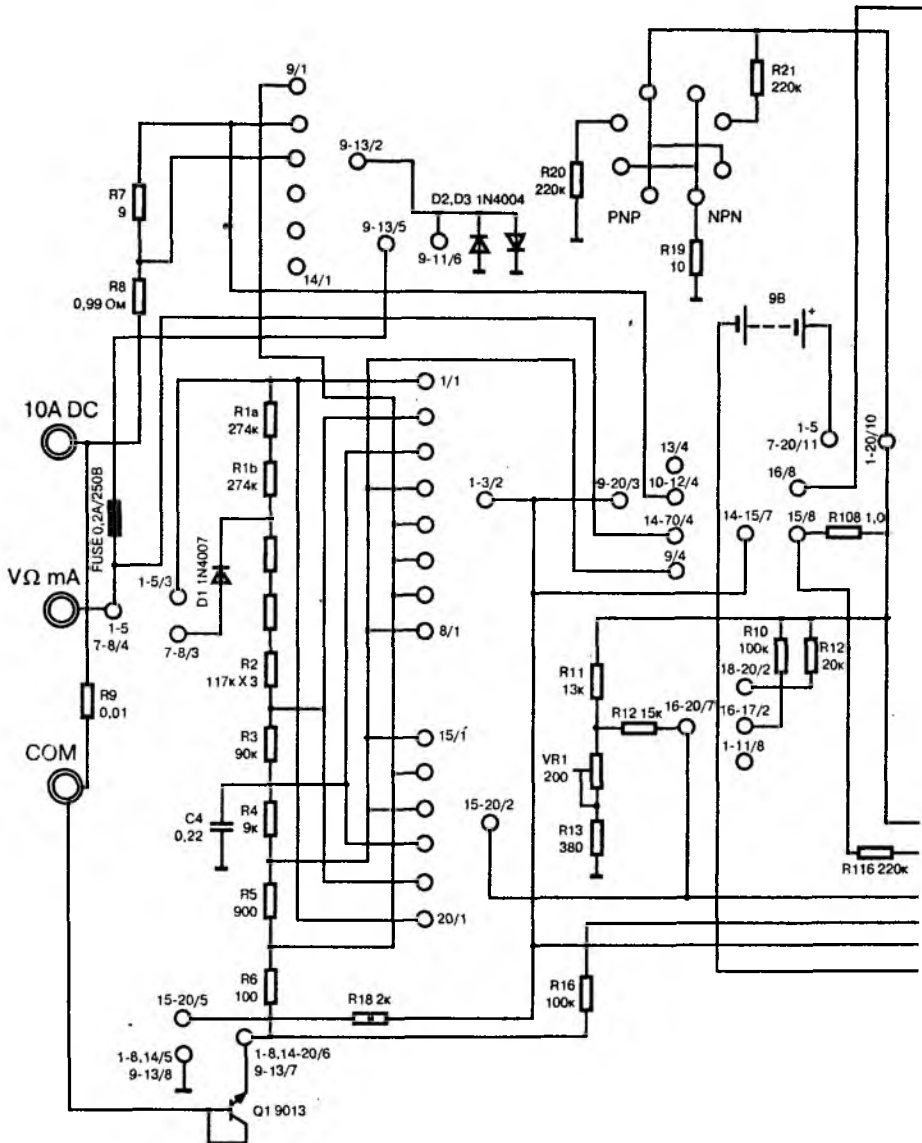 9/1
R21
220к
9-13/2
R20
220к
D2,D3 1N4004
PNP
NPN
R7
9
9-13/5
9-11/6
R19
10
14/1
R8
0,99 Ом
9В
+
10A DC
R1a
274к
1/1
R1b
274к
1-5
7-20/11
1-20/10
13/4
10-12/4
16/8
1-3/2
9-20/3
FUSE 0,2A/250В
14-70/4
14-15/7
15/8
R108 1,0
VΩ mA
D1 1N4007
1-5/3
9/4
1-5
7-8/4
7-8/3
8/1
R10
100к
R12
20к
R2
117к X 3
R11
13к
18-20/2
R9
0,01
R12 15к
16-20/7
16-17/2
R3
90к
15/1
1-11/8
COM
VR1
200
C4
0,22
R4
9к
15-20/2
R13
380
R116 220к
R5
900
20/1
R6
100
R16
100к
15-20/5
R18 2к
1-8,14/5
9-13/8
1-8,14-20/6
9-13/7
Q1 9013